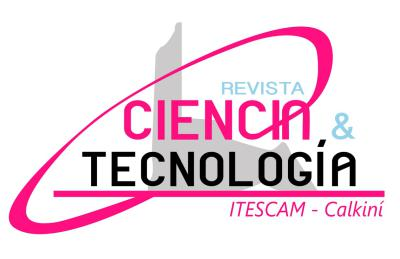 REVISTA
CIENCIA &
TECNOLOGÍA
ITESCAM - Calkiní